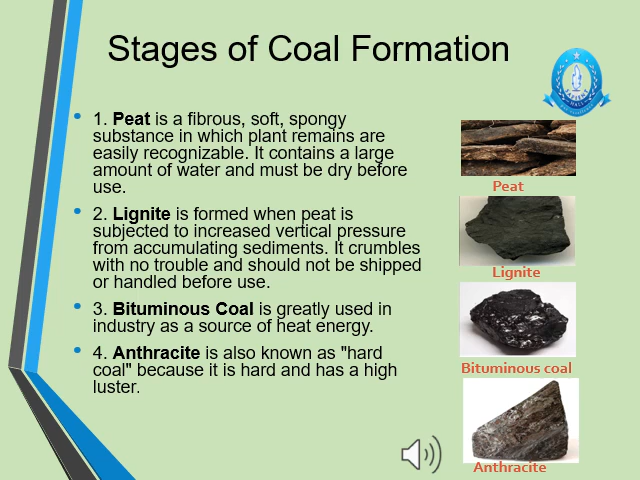 Stages of Coal Formation
1. Peat is a fibrous, soft, spongy
substance in which plant remains are
easily recognizable. It contains a large
amount of water and must be dry before
use.
2. Lignite is formed when peat is
subjected to increased vertical pressure
from accumulating sediments. It crumbles
with no trouble and should not be shipped
or handled before use.
3. Bituminous Coal is greatly used in
industry as a source of heat energy.
4. Anthracite is also known as "hard
coal" because it is hard and has a high
luster.
Peat
Lignite
Bituminous coal
Anthracite